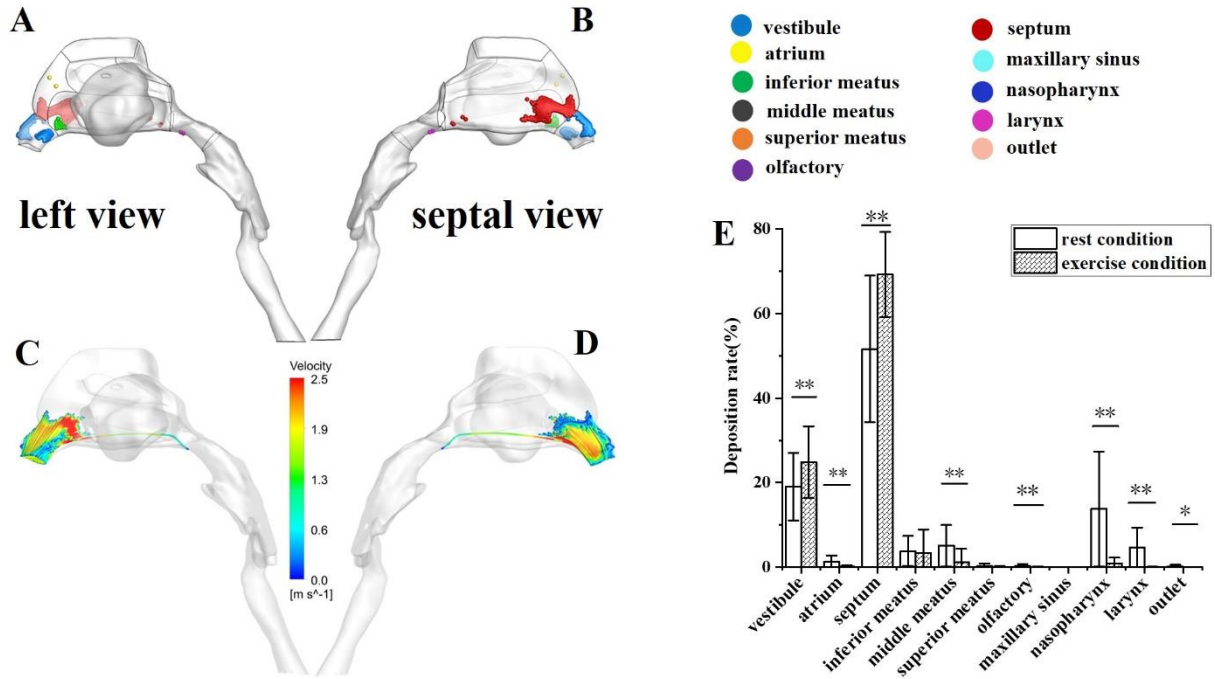 A
B
left view
septal view
vestibule
atrium
inferior meatus
middle meatus
superior meatus
olfactory
septum
maxillary sinus
nasopharynx
larynx
outlet
C
D
Velocity
2.5
1.9
1.3
0.6
0.0
[m s^-1]
E
rest condition
exercise condition
Deposition rate(%)
80
60
40
20
0
**
**
**
**
**
**
**
*
vestibule
atrium
septum
inferior meatus
middle meatus
superior meatus
olfactory
maxillary sinus
nasopharynx
larynx
outlet